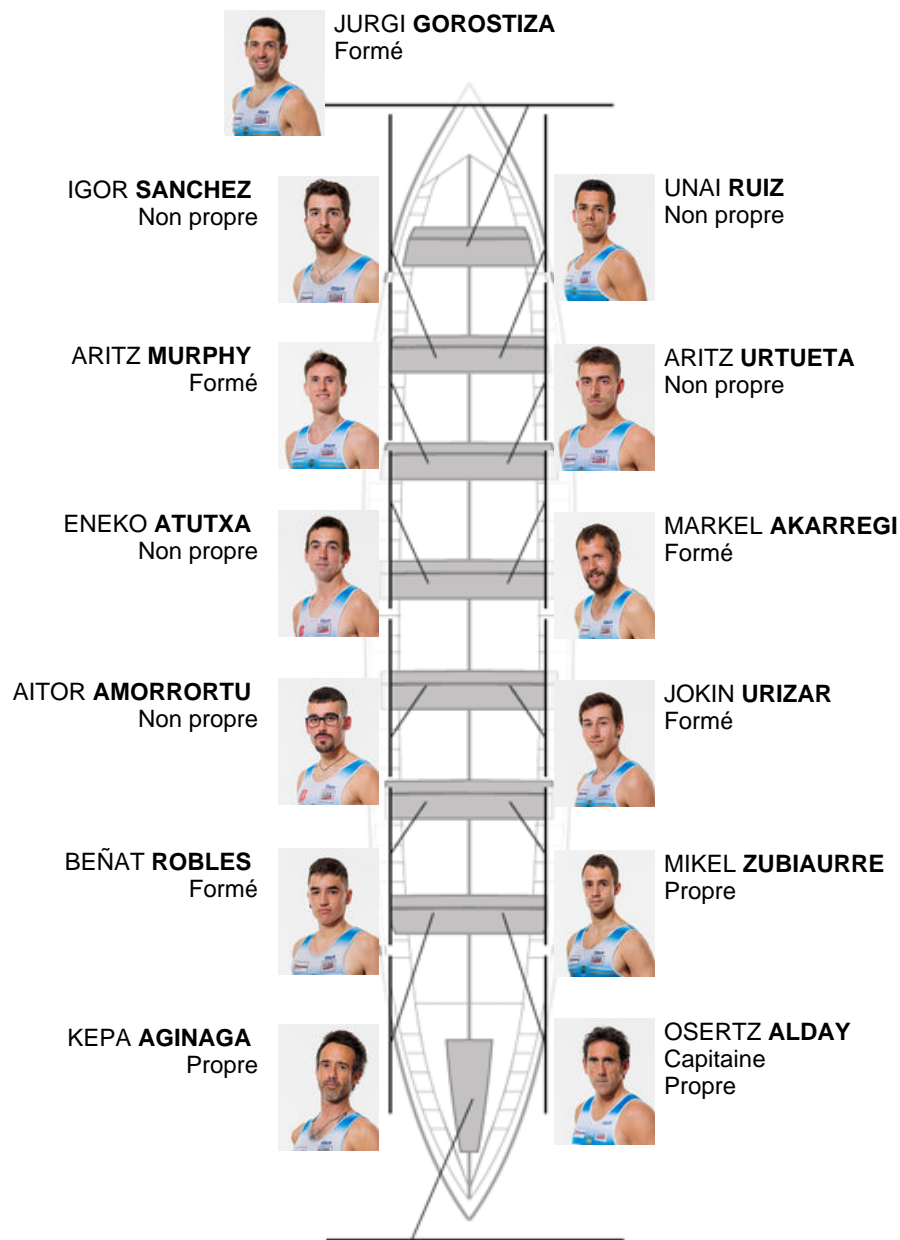 JURGI GOROSTIZA
Formé
IGOR SANCHEZ
Non propre
UNAI RUIZ
Non propre
ARITZ MURPHY
Formé
ARITZ URTUETA
Non propre
ENEKO ATUTXA
Non propre
MARKEL AKARREGI
Formé
AITOR AMORRORTU
Non propre
JOKIN URIZAR
Formé
BEÑAT ROBLES
Formé
MIKEL ZUBIAURRE
Propre
KEPA AGINAGA
Propre
OSERTZ ALDAY
Capitaine
Propre